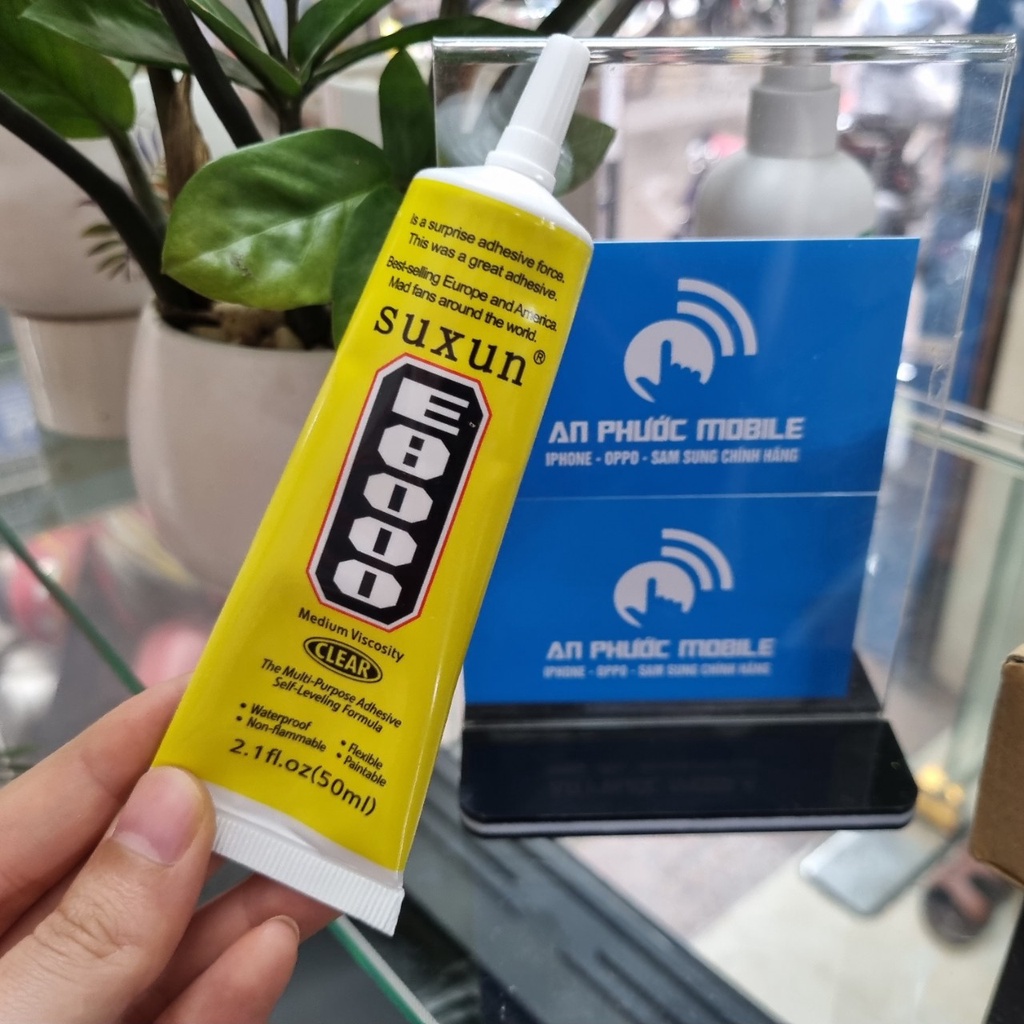 Is a surprise adhesive force.
This was a great adhesive.
Best-selling Europe and America
Mad fans around the world.
suxun®
E8000
Medium Viscosity
CLEAR
The Multi-Purpose Adhesive
Self-Leveling Formula
• Waterproof
• Non-flammable
• Flexible
• Paintable
2.1fl.oz(50ml)
AN PHƯỚC MOBILE
IPHONE - OPPO - SAM SUNG CHÍNH HÃNG
AN PHƯỚC MOBILE
IPHONE - OPPO - SAM SUNG CHÍNH HÃNG